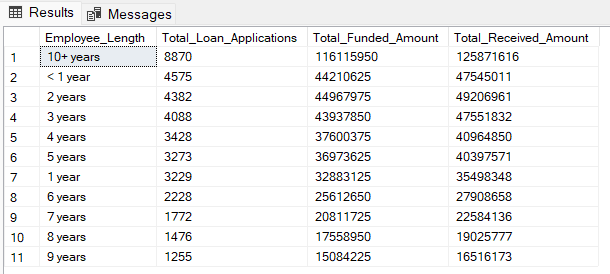 Results Messages
Employee_Length Total_Loan_Applications Total_Funded_Amount Total_Received_Amount
1 10+ years 8870 116115950 125871616
2 < 1 year 4575 44210625 47545011
3 2 years 4382 44967975 49206961
4 3 years 4088 43937850 47551832
5 4 years 3428 37600375 40964850
6 5 years 3273 36973625 40397571
7 1 year 3229 32883125 35498348
8 6 years 2228 25612650 27908658
9 7 years 1772 20811725 22584136
10 8 years 1476 17558950 19025777
11 9 years 1255 15084225 16516173